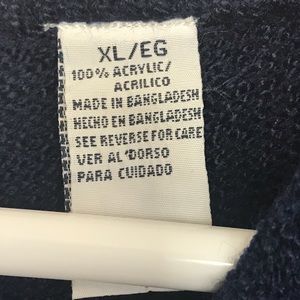 XL/EG
100% ACRYLIC/
ACRILICO
MADE IN BANGLADESH
HECHO EN BANGLADESH
SEE REVERSE FOR CARE
VER AL DORSO
PARA CUIDADO